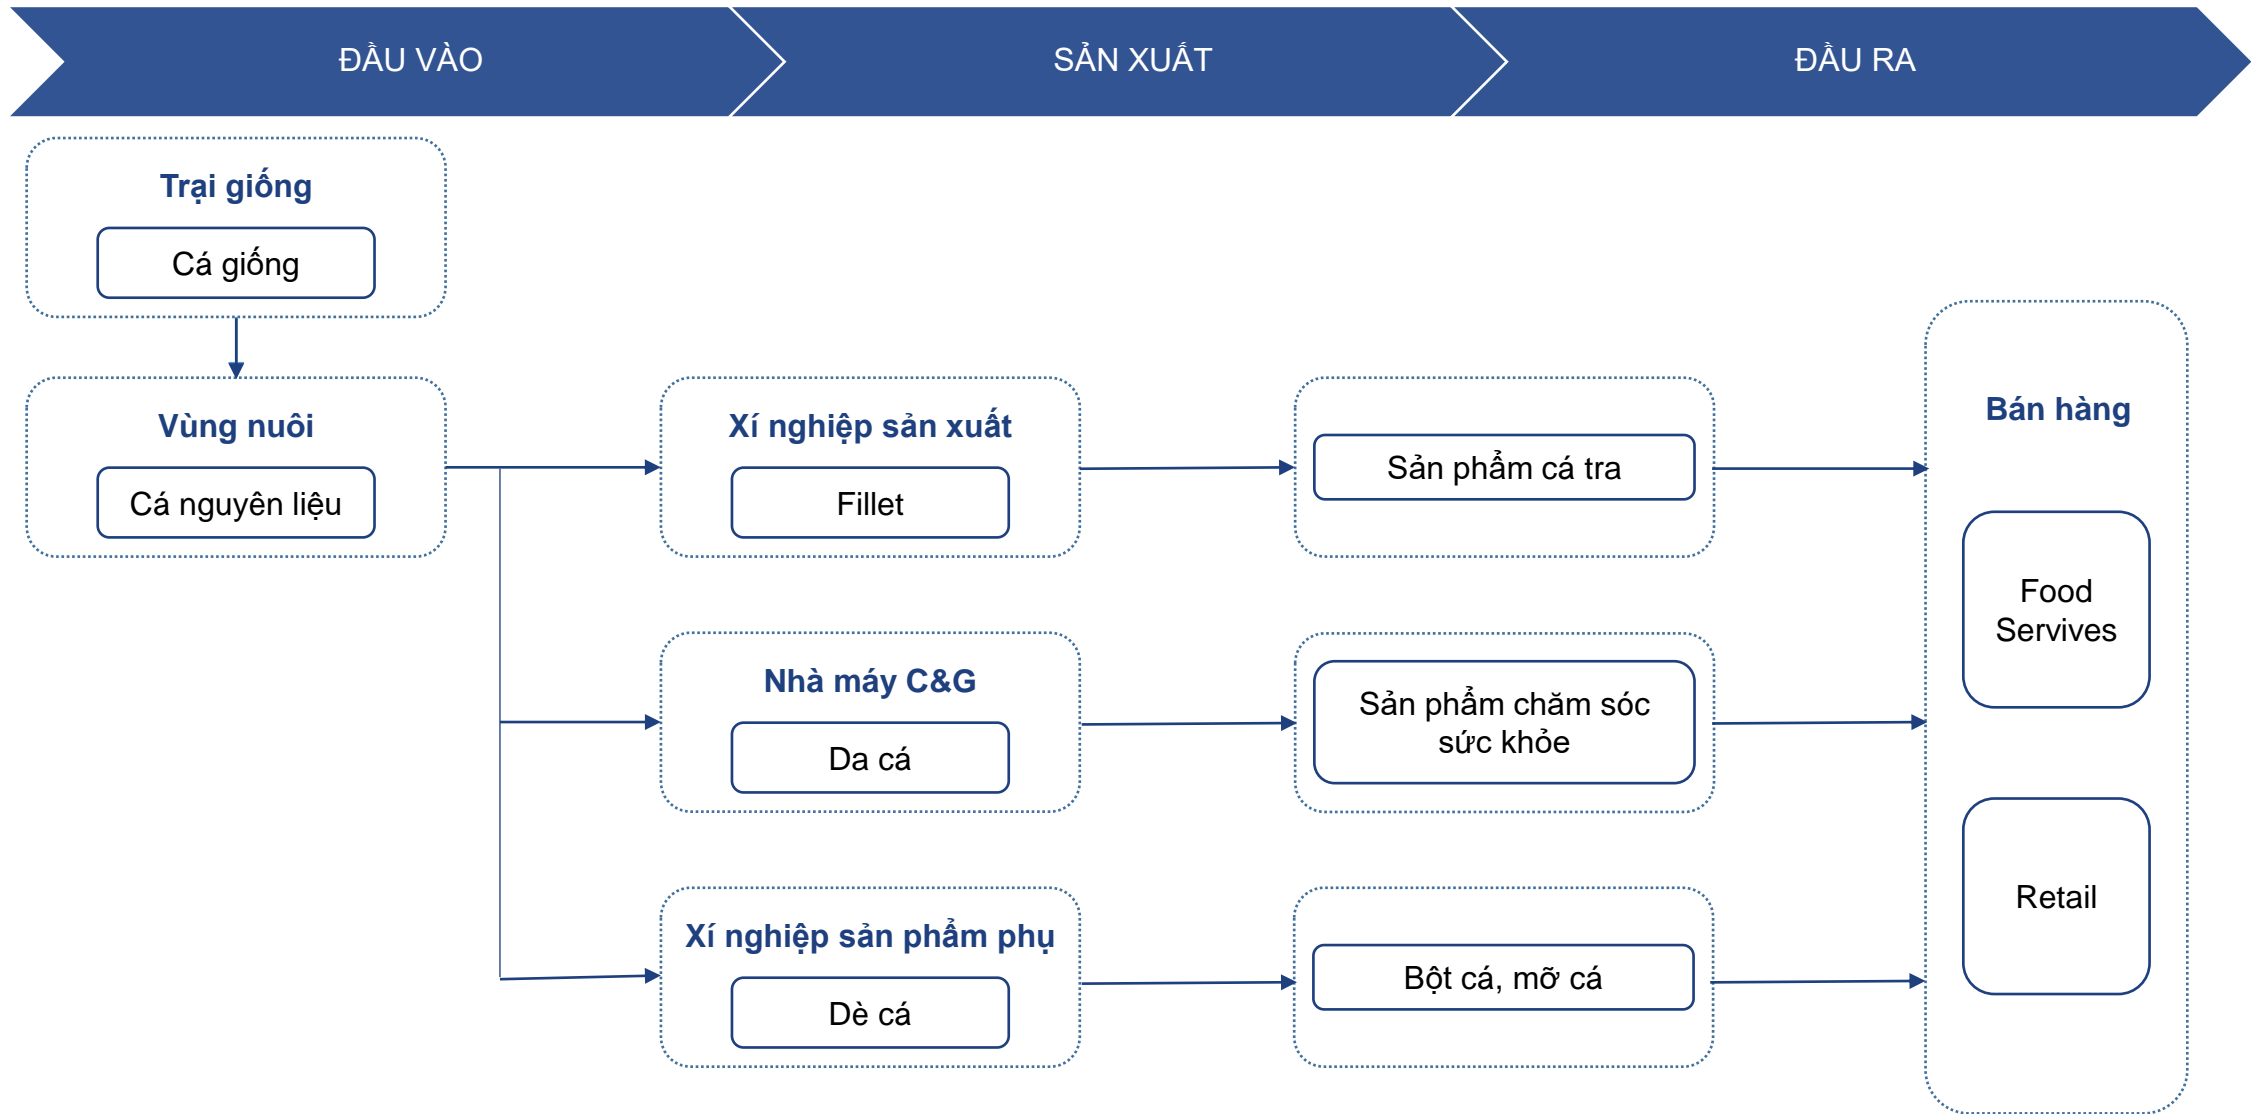 ĐẦU VÀO
SẢN XUẤT
ĐẦU RA
Trại giống
Cá giống
Vùng nuôi
Cá nguyên liệu
Xí nghiệp sản xuất
Fillet
Sản phẩm cá tra
Nhà máy C&G
Da cá
Sản phẩm chăm sóc
sức khỏe
Xí nghiệp sản phẩm phụ
Dè cá
Bột cá, mỡ cá
Bán hàng
Food
Servives
Retail